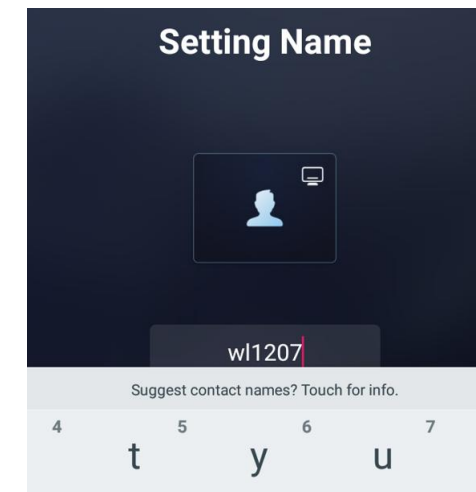 Setting Name
wl1207
Suggest contact names? Touch for info.
4 5 6 7
t y u